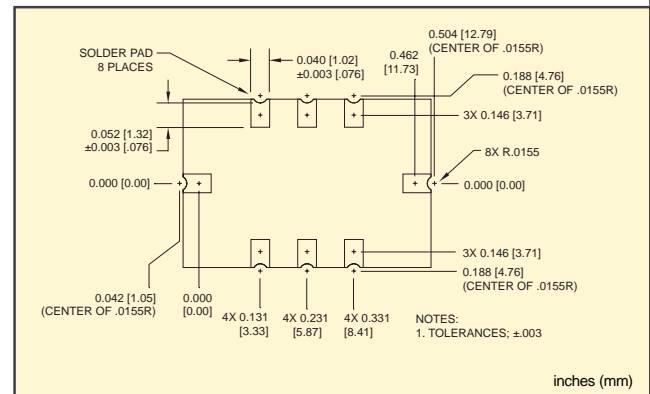 SOLDER PAD
8 PLACES
0.040 [1.02]
±0.003 [.076]
0.462
[11.73]
0.504 [12.79]
(CENTER OF .0155R)
0.188 [4.76]
(CENTER OF .0155R)
3X 0.146 [3.71]
0.052 [1.32]
±0.003 [.076]
8X R.0155
0.000 [0.00]
0.000 [0.00]
3X 0.146 [3.71]
0.188 [4.76]
(CENTER OF .0155R)
0.042 [1.05]
(CENTER OF .0155R)
0.000
[0.00]
4X 0.131
[3.33]
4X 0.231
[5.87]
4X 0.331
[8.41]
NOTES:
1. TOLERANCES; ±.003
inches (mm)